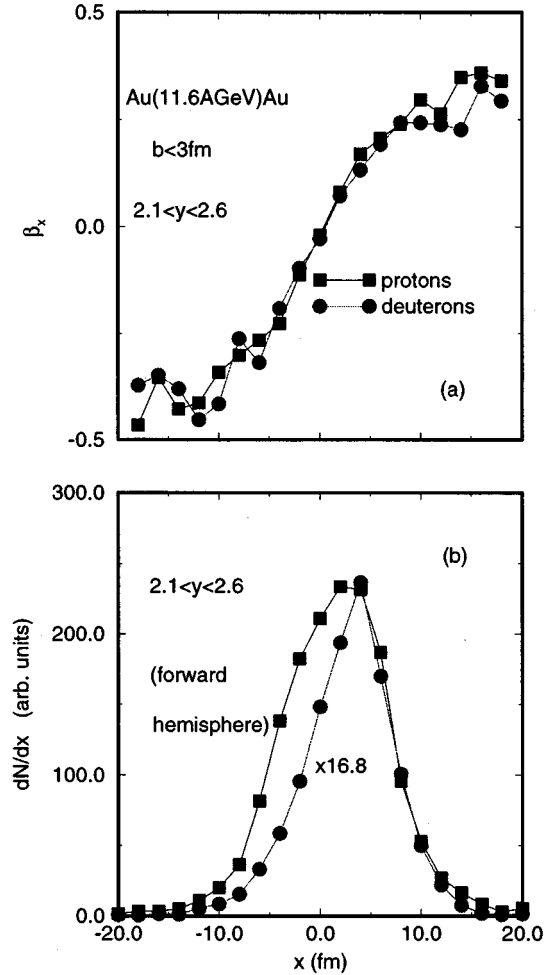 0.5
Au(11.6AGeV)Au
b<3fm
2.1<y<2.6
βx
0.0
protons
deuterons
(a)
-0.5
300.0
(b)
2.1<y<2.6
200.0
dN/dx (arb. units)
(forward
hemisphere)
x16.8
100.0
0.0
-20.0 -10.0 0.0 10.0 20.0
x (fm)